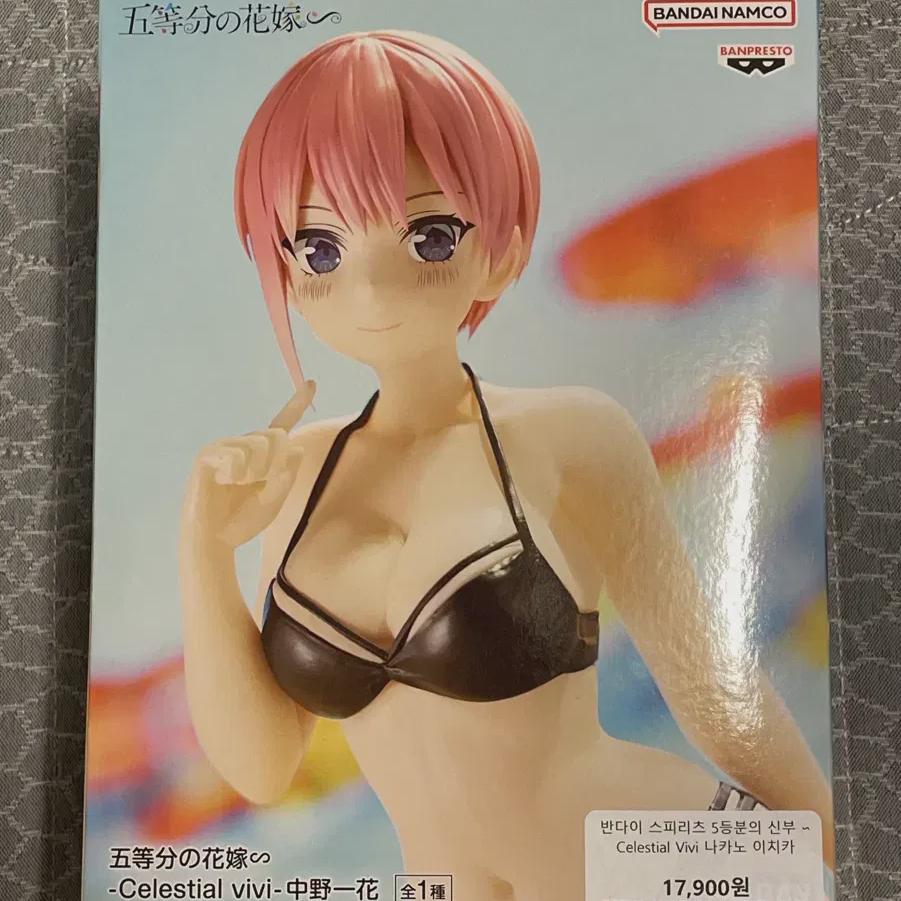 五等分の花嫁∽
BANDAI NAMCO
BANPRESTO
五等分の花嫁∽
-Celestial vivi-中野一花 全1種
반다이 스피리츠 5등분의 신부 ∽
Celestial Vivi 나카노 이치카
17,900원